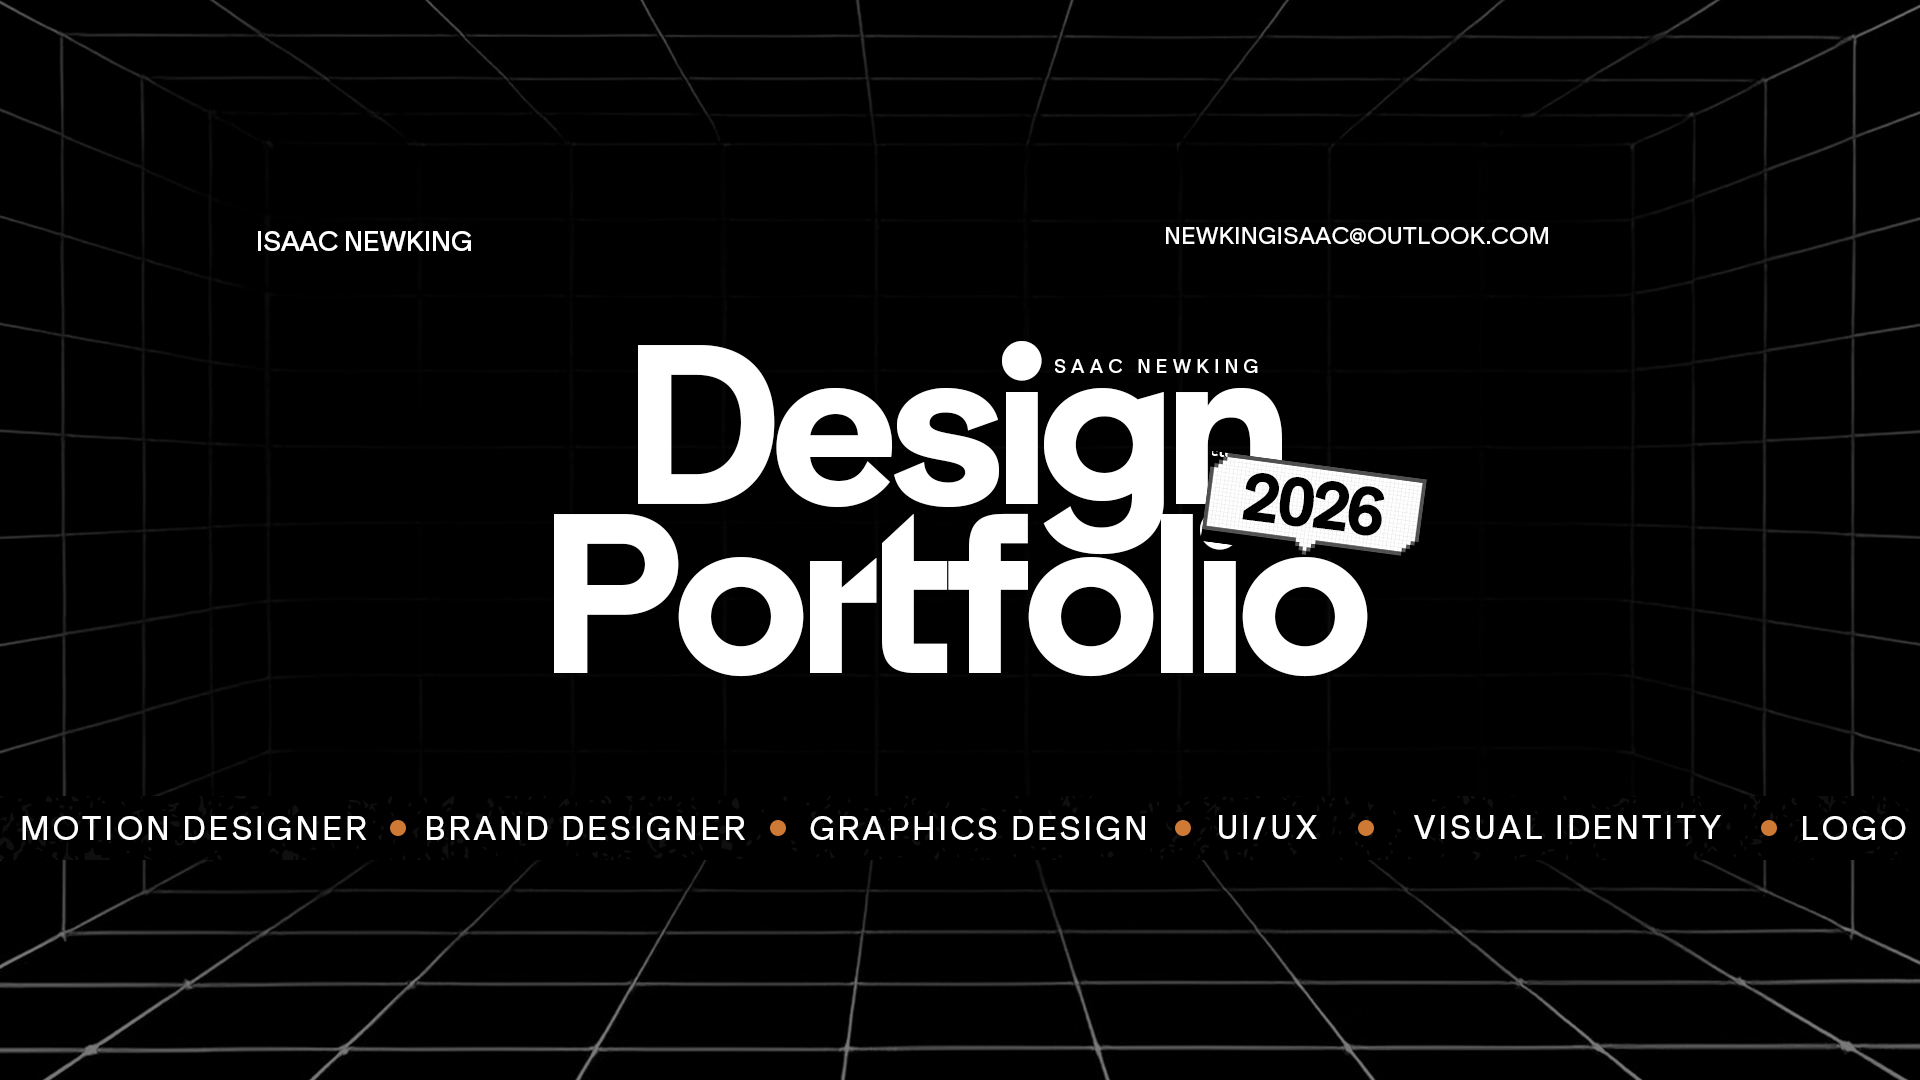 ISAAC NEWKING
NEWKINGISAAC@OUTLOOK.COM
Design
SAAC NEWKING
2026
Portfolio
MOTION DESIGNER • BRAND DESIGNER • GRAPHICS DESIGN • UI/UX • VISUAL IDENTITY • LOGO